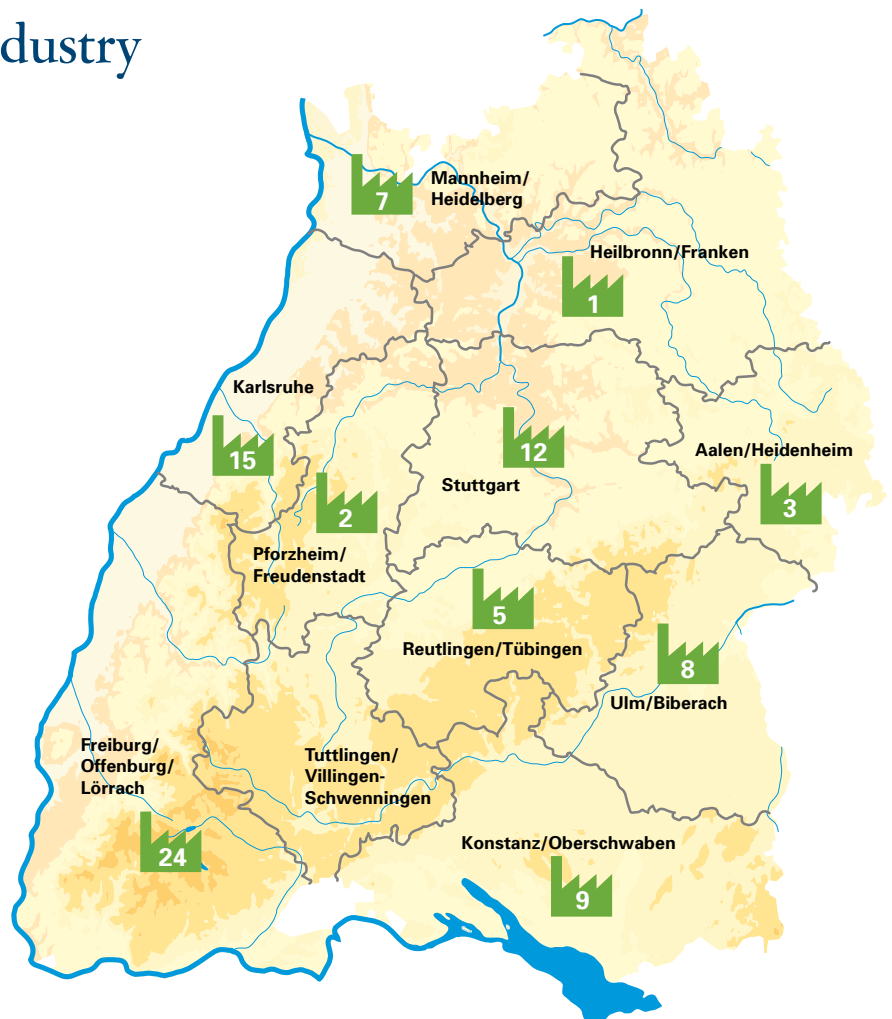 dustry
Mannheim/
Heidelberg
7
Heilbronn/Franken
1
Karlsruhe
15
12
Stuttgart
Aalen/Heidenheim
3
2
Pforzheim/
Freudenstadt
5
Reutlingen/Tübingen
8
Ulm/Biberach
Freiburg/
Offenburg/
Lörrach
24
Tuttlingen/
Villingen-
Schwenningen
Konstanz/Oberschwaben
9